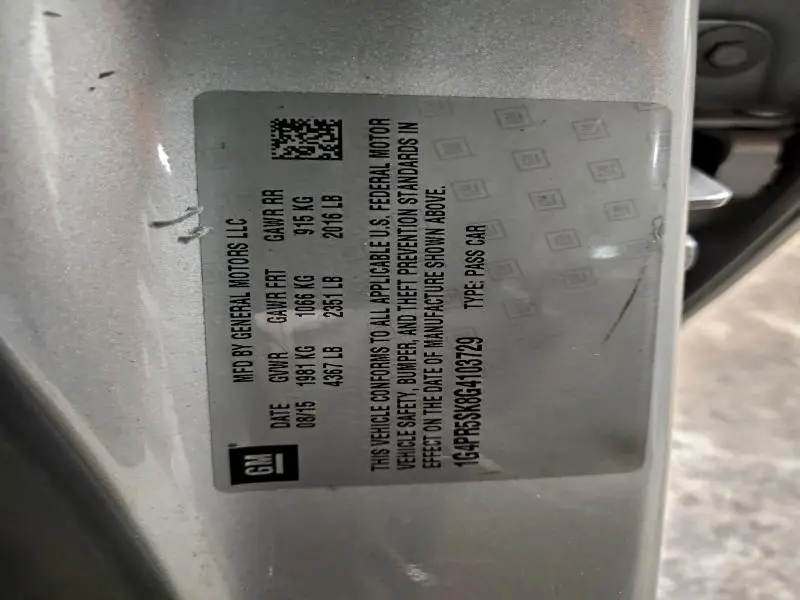 GM
MFD BY GENERAL MOTORS LLC
DATE GVWR GAWR FRT GAWR RR
08/15 1981 KG 1066 KG 915 KG
4367 LB 2351 LB 2016 LB
THIS VEHICLE CONFORMS TO ALL APPLICABLE U.S. FEDERAL MOTOR
VEHICLE SAFETY, BUMPER, AND THEFT PREVENTION STANDARDS IN
EFFECT ON THE DATE OF MANUFACTURE SHOWN ABOVE.
1G4PR5SK8G4103729 TYPE: PASS CAR